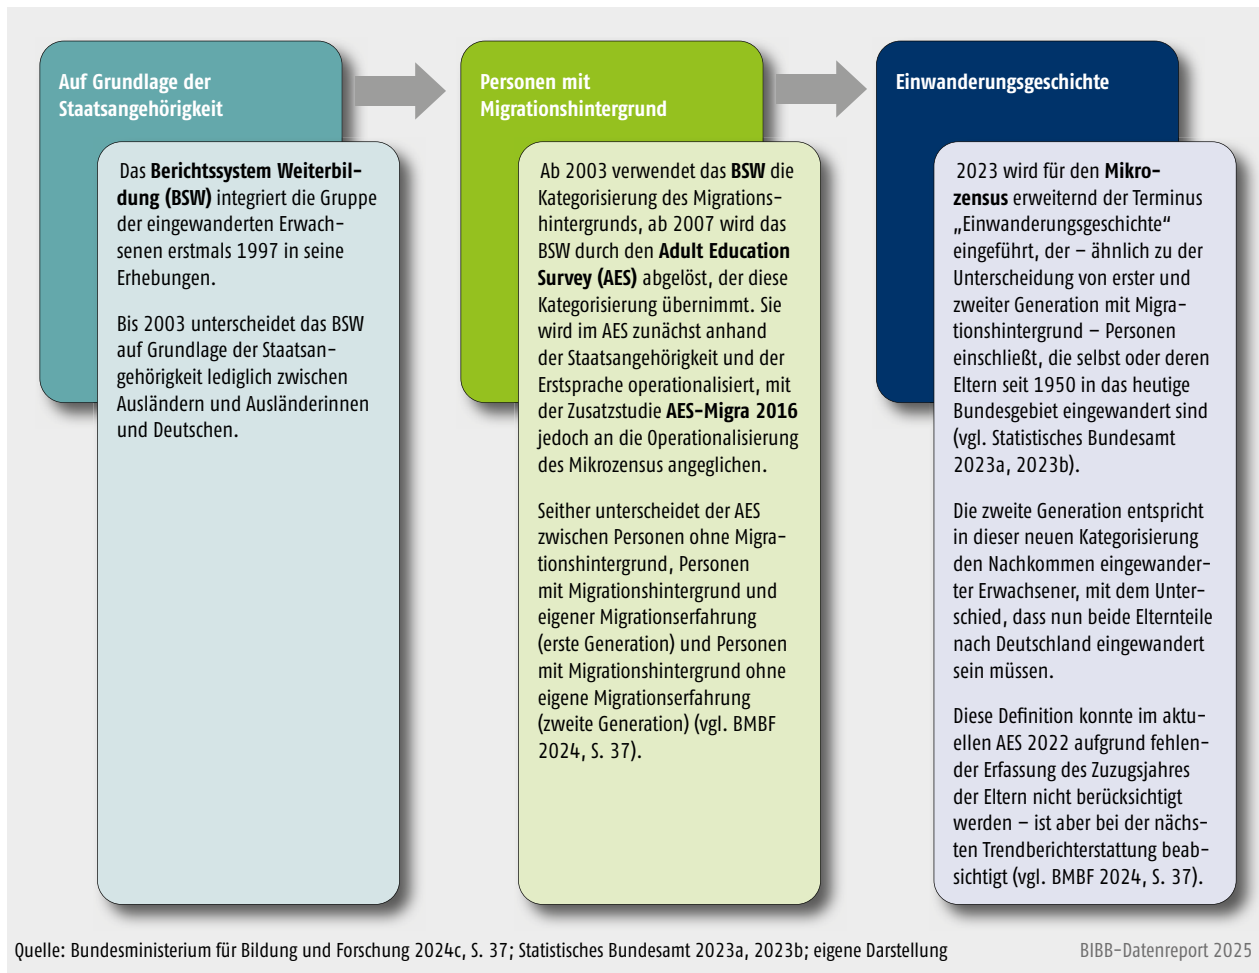 Auf Grundlage der
Staatsangehörigkeit
Das Berichtssystem Weiterbil-
dung (BSW) integriert die Gruppe
der eingewanderten Erwach-
senen erstmals 1997 in seine
Erhebungen.
Bis 2003 unterscheidet das BSW
auf Grundlage der Staatsan-
gehörigkeit lediglich zwischen
Ausländern und Ausländerinnen
und Deutschen.
Personen mit
Migrationshintergrund
Ab 2003 verwendet das BSW die
Kategorisierung des Migrations-
hintergrunds, ab 2007 wird das
BSW durch den Adult Education
Survey (AES) abgelöst, der diese
Kategorisierung übernimmt. Sie
wird im AES zunächst anhand
der Staatsangehörigkeit und der
Erstsprache operationalisiert, mit
der Zusatzstudie AES-Migra 2016
jedoch an die Operationalisierung
des Mikrozensus angeglichen.
Seither unterscheidet der AES
zwischen Personen ohne Migra-
tionshintergrund, Personen
mit Migrationshintergrund und
eigener Migrationserfahrung
(erste Generation) und Personen
mit Migrationshintergrund ohne
eigene Migrationserfahrung
(zweite Generation) (vgl. BMBF
2024, S. 37).
Einwanderungsgeschichte
2023 wird für den Mikro-
zensus erweiternd der Terminus
„Einwanderungsgeschichte“
eingeführt, der – ähnlich zu der
Unterscheidung von erster und
zweiter Generation mit Migra-
tionshintergrund – Personen
einschließt, die selbst oder deren
Eltern seit 1950 in das heutige
Bundesgebiet eingewandert sind
(vgl. Statistisches Bundesamt
2023a, 2023b).
Die zweite Generation entspricht
in dieser neuen Kategorisierung
den Nachkommen eingewander-
ter Erwachsener, mit dem Unter-
schied, dass nun beide Elternteile
nach Deutschland eingewandert
sein müssen.
Diese Definition konnte im aktu-
ellen AES 2022 aufgrund fehlen-
der Erfassung des Zuzugsjahres
der Eltern nicht berücksichtigt
werden – ist aber bei der nächs-
ten Trendberichterstattung beab-
sichtigt (vgl. BMBF 2024, S. 37).
Quelle: Bundesministerium für Bildung und Forschung 2024c, S. 37; Statistisches Bundesamt 2023a, 2023b; eigene Darstellung
BIBB-Datenreport 2025